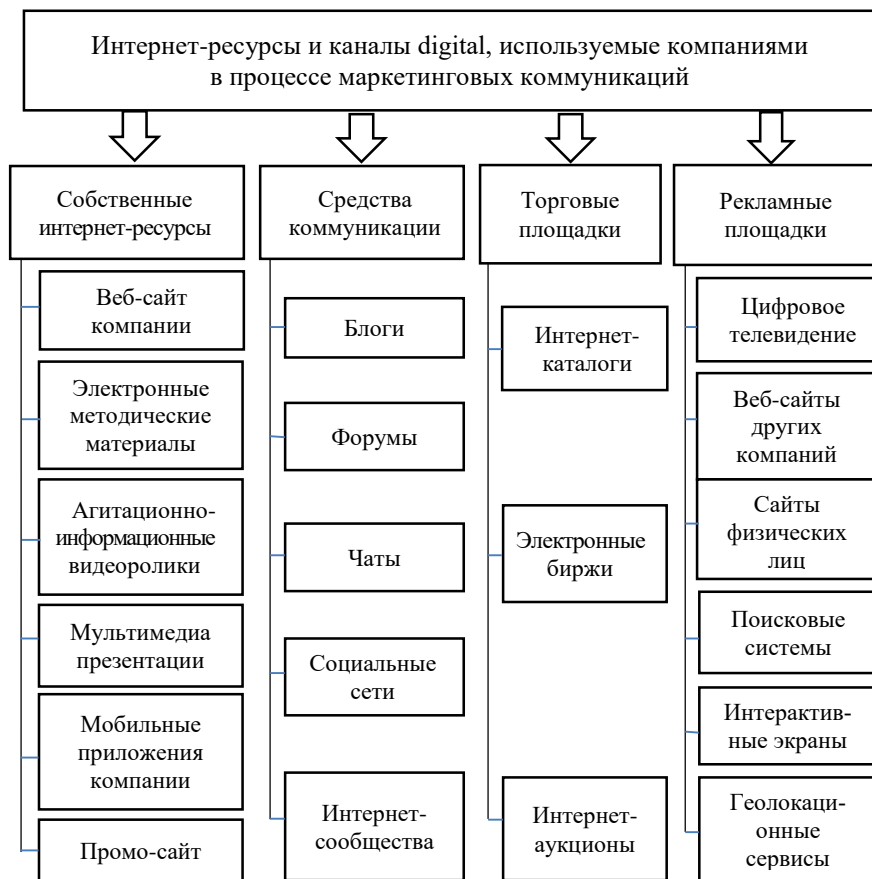 Интернет-ресурсы и каналы digital, используемые компаниями
в процессе маркетинговых коммуникаций
Собственные
интернет-ресурсы
Веб-сайт
компании
Электронные
методические
материалы
Агитационно-
информационные
видеоролики
Мультимедиа
презентации
Мобильные
приложения
компании
Промо-сайт
Средства
коммуникации
Блоги
Форумы
Чаты
Социальные
сети
Интернет-
сообщества
Торговые
площадки
Интернет-
каталоги
Электронные
биржи
Интернет-
аукционы
Рекламные
площадки
Цифровое
телевидение
Веб-сайты
других
компаний
Сайты
физических
лиц
Поисковые
системы
Интерактив-
ные экраны
Геолокаци-
онные
сервисы